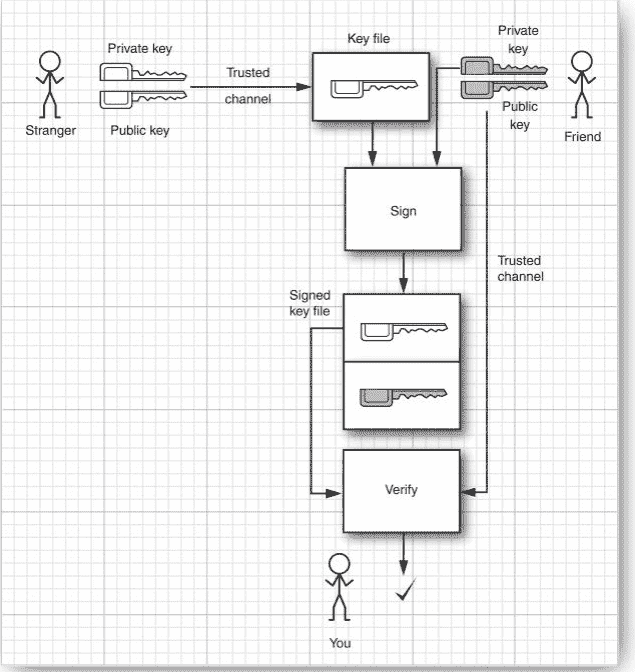 Private key
Public key
Stranger
Trusted
channel
Key file
Private
key
Public
key
Friend
Sign
Trusted
channel
Signed
key file
Verify
You